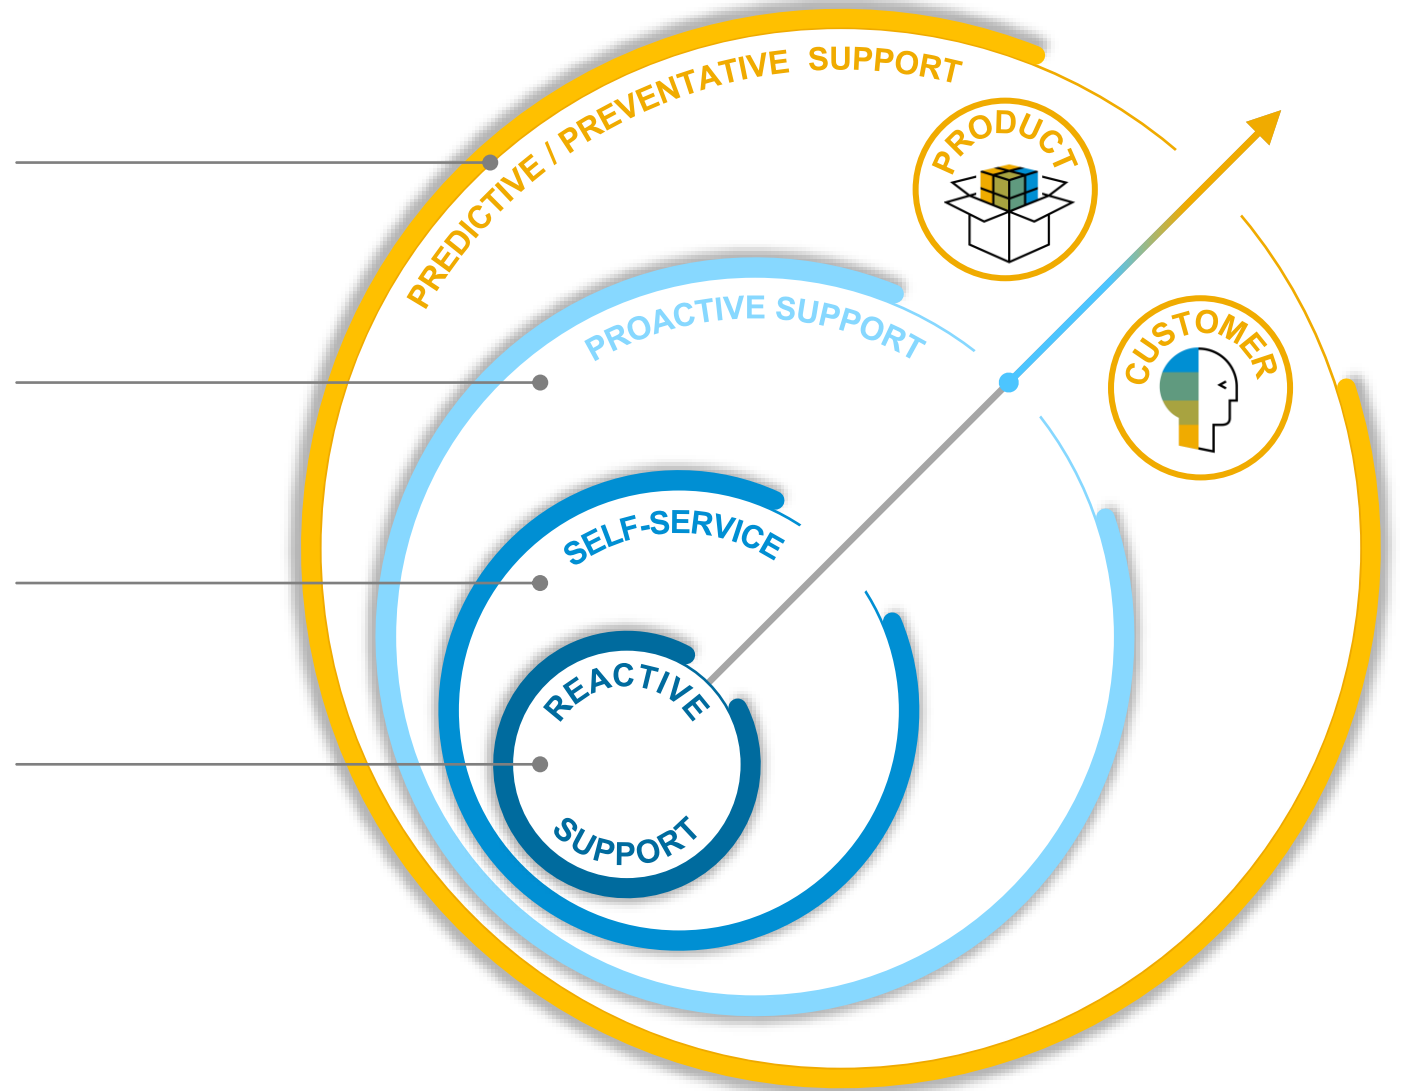 PREDICTIVE / PREVENTATIVE SUPPORT
PRODUCT
CUSTOMER
PROACTIVE SUPPORT
SELF-SERVICE
REACTIVE
SUPPORT